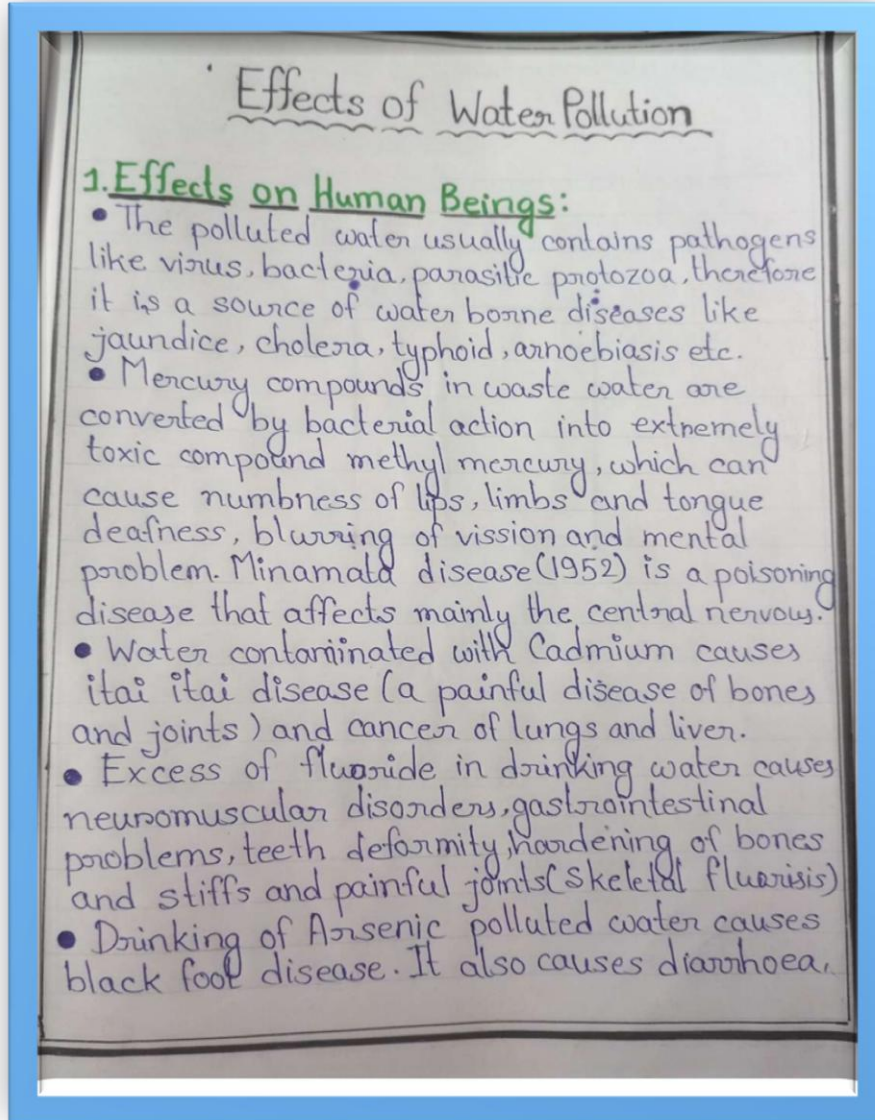 Effects of Water Pollution
1. Effects on Human Beings:
• The polluted water usually contains pathogens
like virus, bacteria, parasitic protozoa, therefore
it is a source of water borne diseases like
jaundice, cholera, typhoid, amoebiasis etc.
• Mercury compounds in waste water are
converted by bacterial action into extremely
toxic compound methyl mercury, which can
cause numbness of lips, limbs and tongue
deafness, blurring of vission and mental
problem. Minamata disease (1952) is a poisoning
disease that affects mainly the central nervous.
• Water contaminated with Cadmium causes
itai itai disease (a painful disease of bones
and joints) and cancer of lungs and liver.
• Excess of fluoride in drinking water causes
neuromuscular disorders, gastrointestinal
problems, teeth deformity, hardening of bones
and stiffs and painful joints (skeletal fluorisis)
• Drinking of Arsenic polluted water causes
black foot disease. It also causes diarrhoea,